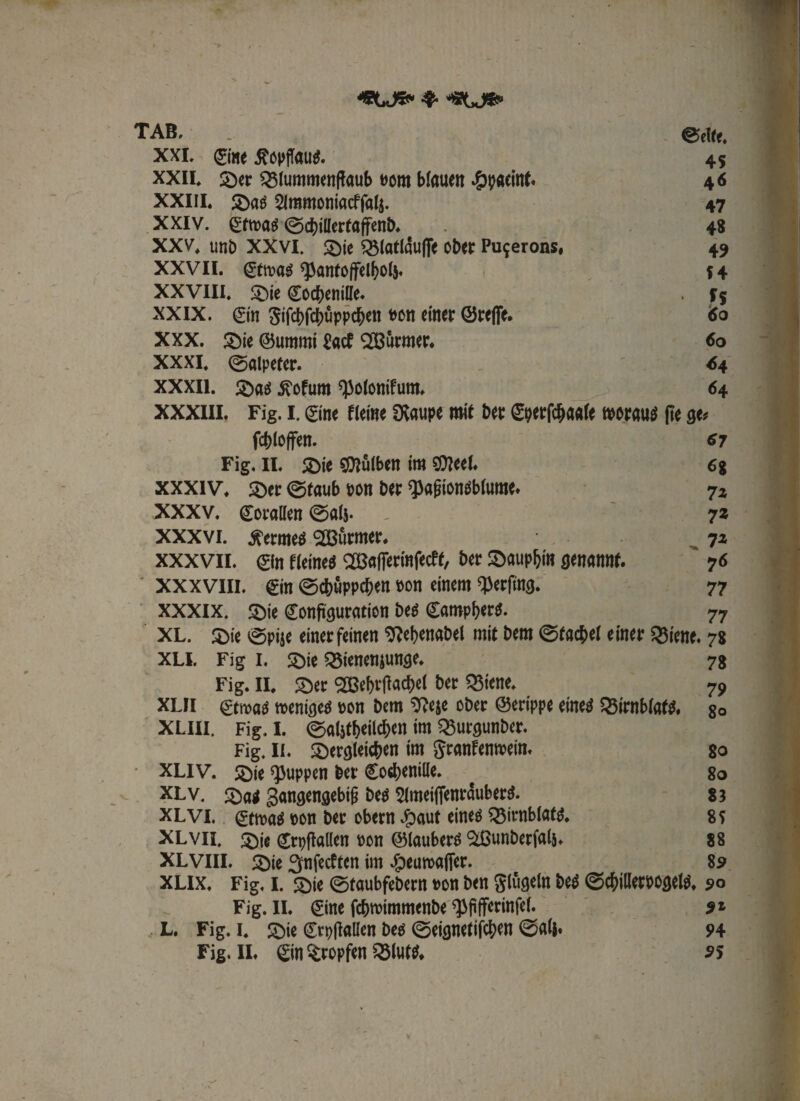 TAB. Seite.
XXI. Eine Kopflaus. 45
XXII. Der Blummenstaub vom blauen Hyacint. 46
XXIII. Das Ammoniacksalz. 47
XXIV. Etwas Schillertaffend. 48
XXV. und XXVI. Die Blatläusse oder Puçerons, 49
XXVII. Etwas Pantoffelholz. 54
XXVIII. Die Cochenille. 55
XXIX. Ein Fischschüppchen von einer Gresse. 60
XXX. Die Gummi Lack Würmer. 60
XXXI. Salpeter. 64
XXXII. Das Kokum Polonikum. 64
XXXIII. Fig. I. Eine kleine Raupe mit der Eyerschaale woraus sie ge=
schlossen. 67
Fig. II. Die Mülben im Meel. 68
XXXIV. Der Staub von der Paßionsblume. 72
XXXV. Corallen Salz. 72
XXXVI. Kermes Würmer. 72
XXXVII. Ein kleines Wasserinseckt, der Dauphin genannt. 76
XXXVIII. Ein Schüppchen von einem Persing. 77
XXXIX. Die Configuration des Camphers. 77
XL. Die Spize einer feinen Nehenadel mit dem Stachel einer Biene. 78
XLI. Fig I. Die Bienenzunge. 78
Fig. II. Der Wehrstachel der Biene. 79
XLII Etwas weniges von dem Neze oder Gerippe eines Birnblats. 80
XLIII. Fig. I. Salztheilchen im Burgunder.
Fig. II. Dergleichen im Frankenwein. 80
XLIV. Die Puppen der Cochenille. 80
XLV. Das Zangengebiß des Ameissenräubers. 83
XLVI. Etwas von der obern Haut eines Birnblats. 85
XLVII. Die Crystallen von Glaubers Wundersalz. 88
XLVIII. Die Insecften im Heuwasser. 89
XLIX. Fig. I. Die Staubfedern von den Flügeln des Schillervogels. 90
Fig. II. Eine schwimmende Pfifferinsel. 92
L. Fig. I. Die Crystallen des Seignetischen Salz. 94
Fig. II. Ein Tropfen Bluts. 95